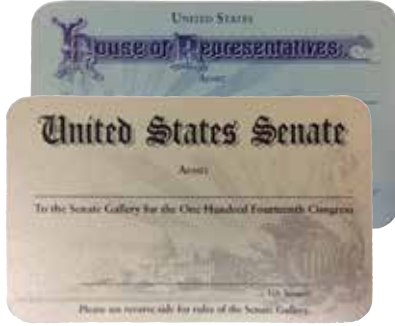 UNITED STATES
House of Representatives
ADMIT
United States Senate
ADMIT
To the Senate Gallery for the One Hundred Fourteenth Congress
U.S. Senator
Please see reverse side for rules of the Senate Gallery.